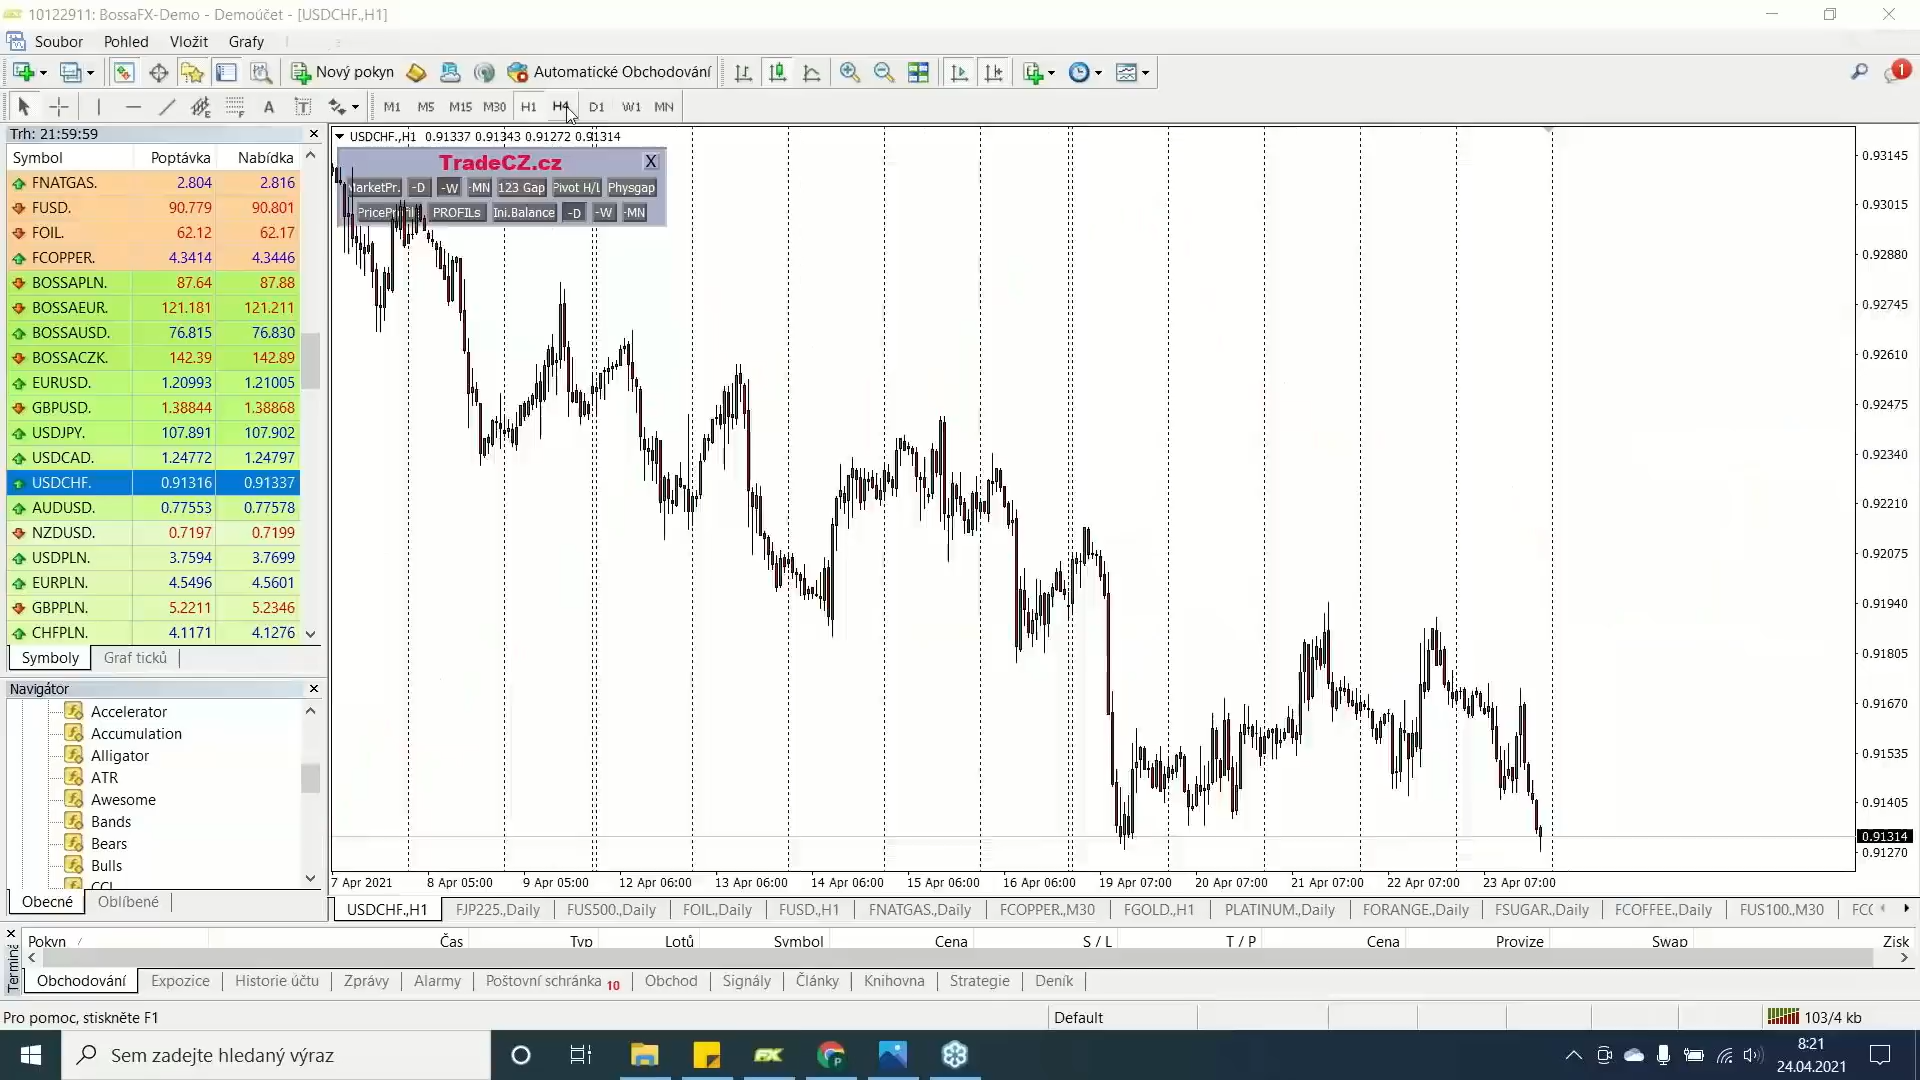 10122911: BossaFX-Demo - Demoúčet - [USDCHF.,H1]
Soubor Pohled Vložit Grafy
Nový pokyn Automatické Obchodování
1
M1 M5 M15 M30 H1 H4 D1 W1 MN
Trh: 21:59:59
Symbol Poptávka Nabídka
FNATGAS. 2.804 2.816
FUSD. 90.779 90.801
FOIL. 62.12 62.17
FCOPPER. 4.3414 4.3446
BOSSAPLN. 87.64 87.88
BOSSAEUR. 121.181 121.211
BOSSAUSD. 76.815 76.830
BOSSACZK. 142.39 142.89
EURUSD. 1.20993 1.21005
GBPUSD. 1.38844 1.38868
USDJPY. 107.891 107.902
USDCAD. 1.24772 1.24797
USDCHF. 0.91316 0.91337
AUDUSD. 0.77553 0.77578
NZDUSD. 0.7197 0.7199
USDPLN. 3.7594 3.7699
EURPLN. 4.5496 4.5601
GBPPLN. 5.2211 5.2346
CHFPLN. 4.1171 4.1276
Symboly Graf ticků
Navigátor
Accelerator
Accumulation
Alligator
ATR
Awesome
Bands
Bears
Bulls
CCI
Obecné Oblíbené
USDCHF.,H1 0.91337 0.91343 0.91272 0.91314
TradeCZ.cz X
-D -W -MN 123 Gap Pivot H/L Physgap
PROFILs Ini.Balance -D -W -MN
0.93145
0.93015
0.92880
0.92745
0.92610
0.92475
0.92340
0.92210
0.92075
0.91940
0.91805
0.91670
0.91535
0.91405
0.91314
0.91270
7 Apr 2021 8 Apr 05:00 9 Apr 05:00 12 Apr 06:00 13 Apr 06:00 14 Apr 06:00 15 Apr 06:00 16 Apr 06:00 19 Apr 07:00 20 Apr 07:00 21 Apr 07:00 22 Apr 07:00 23 Apr 07:00
USDCHF.,H1 FJP225.,Daily FUS500.,Daily FOIL.,Daily FUSD.,H1 FNATGAS.,Daily FCOPPER.,M30 FGOLD.,H1 PLATINUM.,Daily FORANGE.,Daily FSUGAR.,Daily FCOFFEE.,Daily FUS100.,M30
Pokyn Čas Typ Lotů Symbol Cena S / L T / P Cena Provize Swap Zisk
Obchodování Expozice Historie účtu Zprávy Alarmy Poštovní schránka 10 Obchod Signály Články Knihovna Strategie Deník
Pro pomoc, stiskněte F1 Default 103/4 kb
Sem zadejte hledaný výraz
8:21
24.04.2021